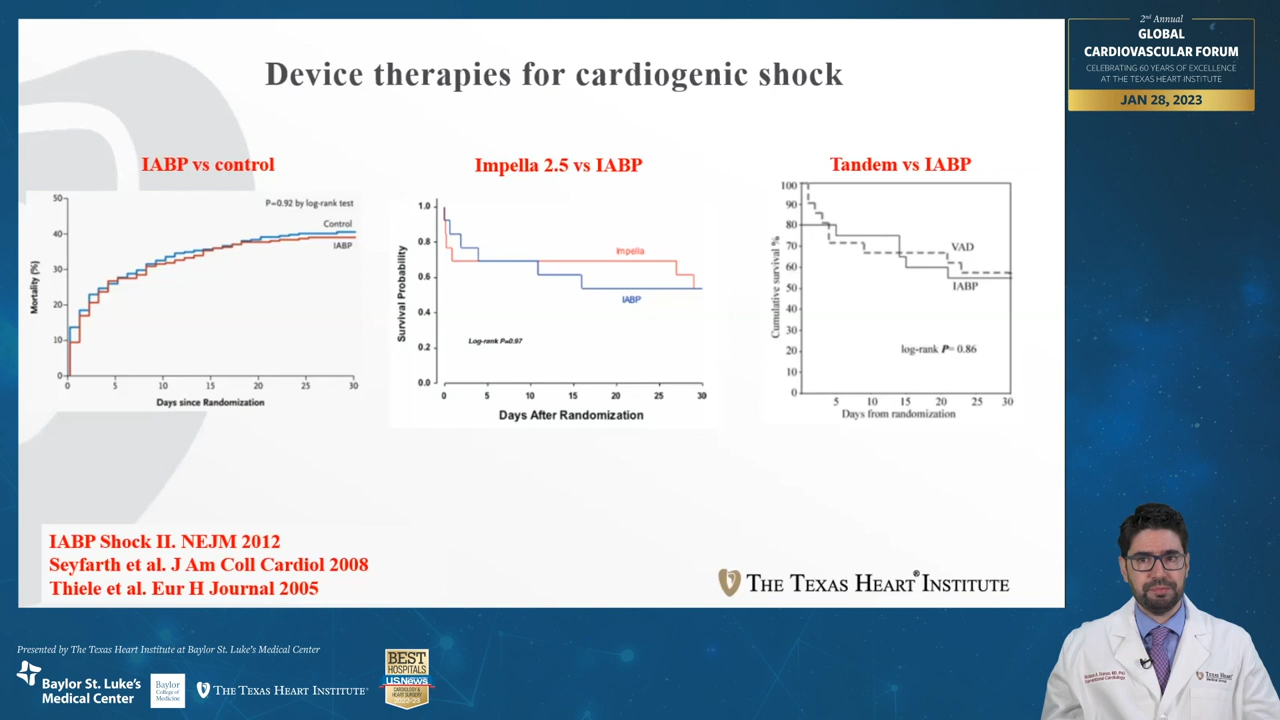 2nd Annual
GLOBAL
CARDIOVASCULAR FORUM
CELEBRATING 60 YEARS OF EXCELLENCE
AT THE TEXAS HEART INSTITUTE
JAN 28, 2023
Device therapies for cardiogenic shock
IABP vs control
50
40
30
20
10
0
Mortality (%)
P=0.92 by log-rank test
Control
IABP
0 5 10 15 20 25 30
Days since Randomization
Impella 2.5 vs IABP
1.0
0.8
0.6
0.4
0.2
0.0
Survival Probability
Impella
IABP
Log-rank P=0.97
0 5 10 15 20 25 30
Days After Randomization
Tandem vs IABP
100
90
80
70
60
50
40
30
20
10
0
Cumulative survival %
VAD
IABP
log-rank P= 0.86
5 10 15 20 25 30
Days from randomization
IABP Shock II. NEJM 2012
Seyfarth et al. J Am Coll Cardiol 2008
Thiele et al. Eur H Journal 2005
THE TEXAS HEART® INSTITUTE
Presented by The Texas Heart Institute at Baylor St. Luke's Medical Center
Baylor St. Luke's
Medical Center
Baylor
College of
Medicine
THE TEXAS HEART INSTITUTE®
BEST
HOSPITALS
U.S.News
CARDIOLOGY &
HEART SURGERY
2022-23
TEXAS HEART